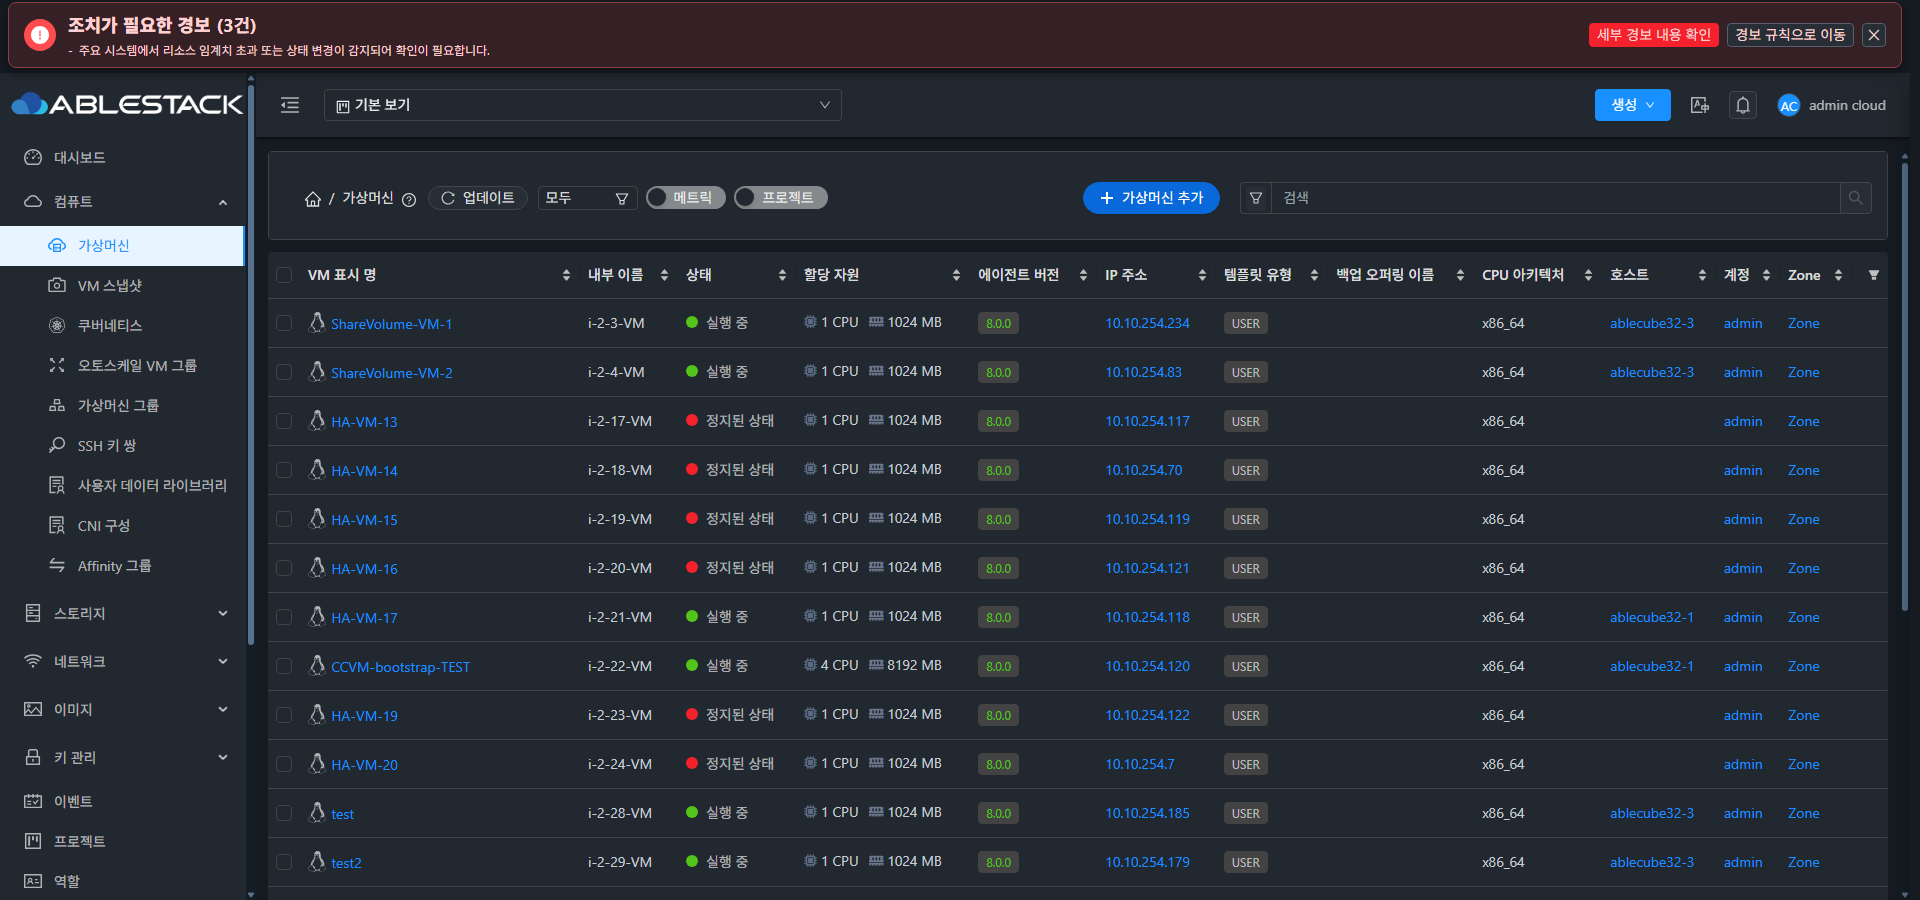 조치가 필요한 경보 (3건)
- 주요 시스템에서 리소스 임계치 초과 또는 상태 변경이 감지되어 확인이 필요합니다.
세부 경보 내용 확인
경보 규칙으로 이동
ABLESTACK
기본 보기
생성
AC
admin cloud
대시보드
컴퓨트
가상머신
VM 스냅샷
쿠버네티스
오토스케일 VM 그룹
가상머신 그룹
SSH 키 쌍
사용자 데이터 라이브러리
CNI 구성
Affinity 그룹
스토리지
네트워크
이미지
키 관리
이벤트
프로젝트
역할
/ 가상머신
업데이트
모두
메트릭
프로젝트
가상머신 추가
검색
VM 표시 명 내부 이름 상태 할당 자원 에이전트 버전 IP 주소 템플릿 유형 백업 오퍼링 이름 CPU 아키텍처 호스트 계정 Zone
ShareVolume-VM-1 i-2-3-VM 실행 중 1 CPU 1024 MB 8.0.0 10.10.254.234 USER x86_64 ablecube32-3 admin Zone
ShareVolume-VM-2 i-2-4-VM 실행 중 1 CPU 1024 MB 8.0.0 10.10.254.83 USER x86_64 ablecube32-3 admin Zone
HA-VM-13 i-2-17-VM 정지된 상태 1 CPU 1024 MB 8.0.0 10.10.254.117 USER x86_64 admin Zone
HA-VM-14 i-2-18-VM 정지된 상태 1 CPU 1024 MB 8.0.0 10.10.254.70 USER x86_64 admin Zone
HA-VM-15 i-2-19-VM 정지된 상태 1 CPU 1024 MB 8.0.0 10.10.254.119 USER x86_64 admin Zone
HA-VM-16 i-2-20-VM 정지된 상태 1 CPU 1024 MB 8.0.0 10.10.254.121 USER x86_64 admin Zone
HA-VM-17 i-2-21-VM 실행 중 1 CPU 1024 MB 8.0.0 10.10.254.118 USER x86_64 ablecube32-1 admin Zone
CCVM-bootstrap-TEST i-2-22-VM 실행 중 4 CPU 8192 MB 8.0.0 10.10.254.120 USER x86_64 ablecube32-1 admin Zone
HA-VM-19 i-2-23-VM 정지된 상태 1 CPU 1024 MB 8.0.0 10.10.254.122 USER x86_64 admin Zone
HA-VM-20 i-2-24-VM 정지된 상태 1 CPU 1024 MB 8.0.0 10.10.254.7 USER x86_64 admin Zone
test i-2-28-VM 실행 중 1 CPU 1024 MB 8.0.0 10.10.254.185 USER x86_64 ablecube32-3 admin Zone
test2 i-2-29-VM 실행 중 1 CPU 1024 MB 8.0.0 10.10.254.179 USER x86_64 ablecube32-3 admin Zone